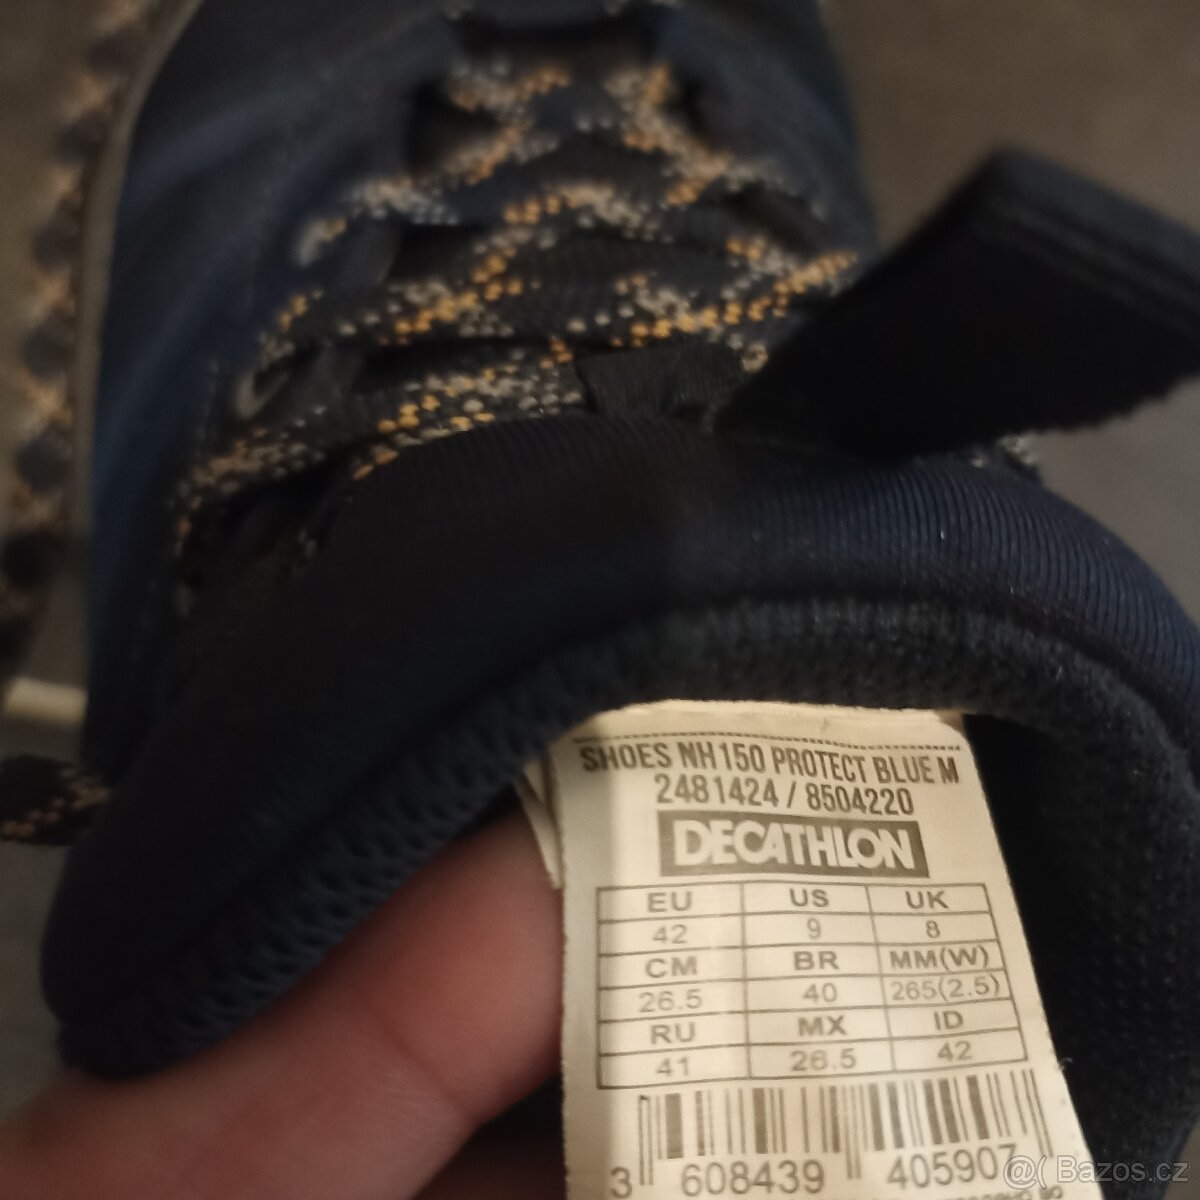 SHOES NH150 PROTECT BLUE M
2481424 / 8504220
DECATHLON
EU US UK
42 9 8
CM BR MM(W)
26.5 40 265(2.5)
RU MX ID
41 26.5 42
3 608439 405907
@( Bazos.cz